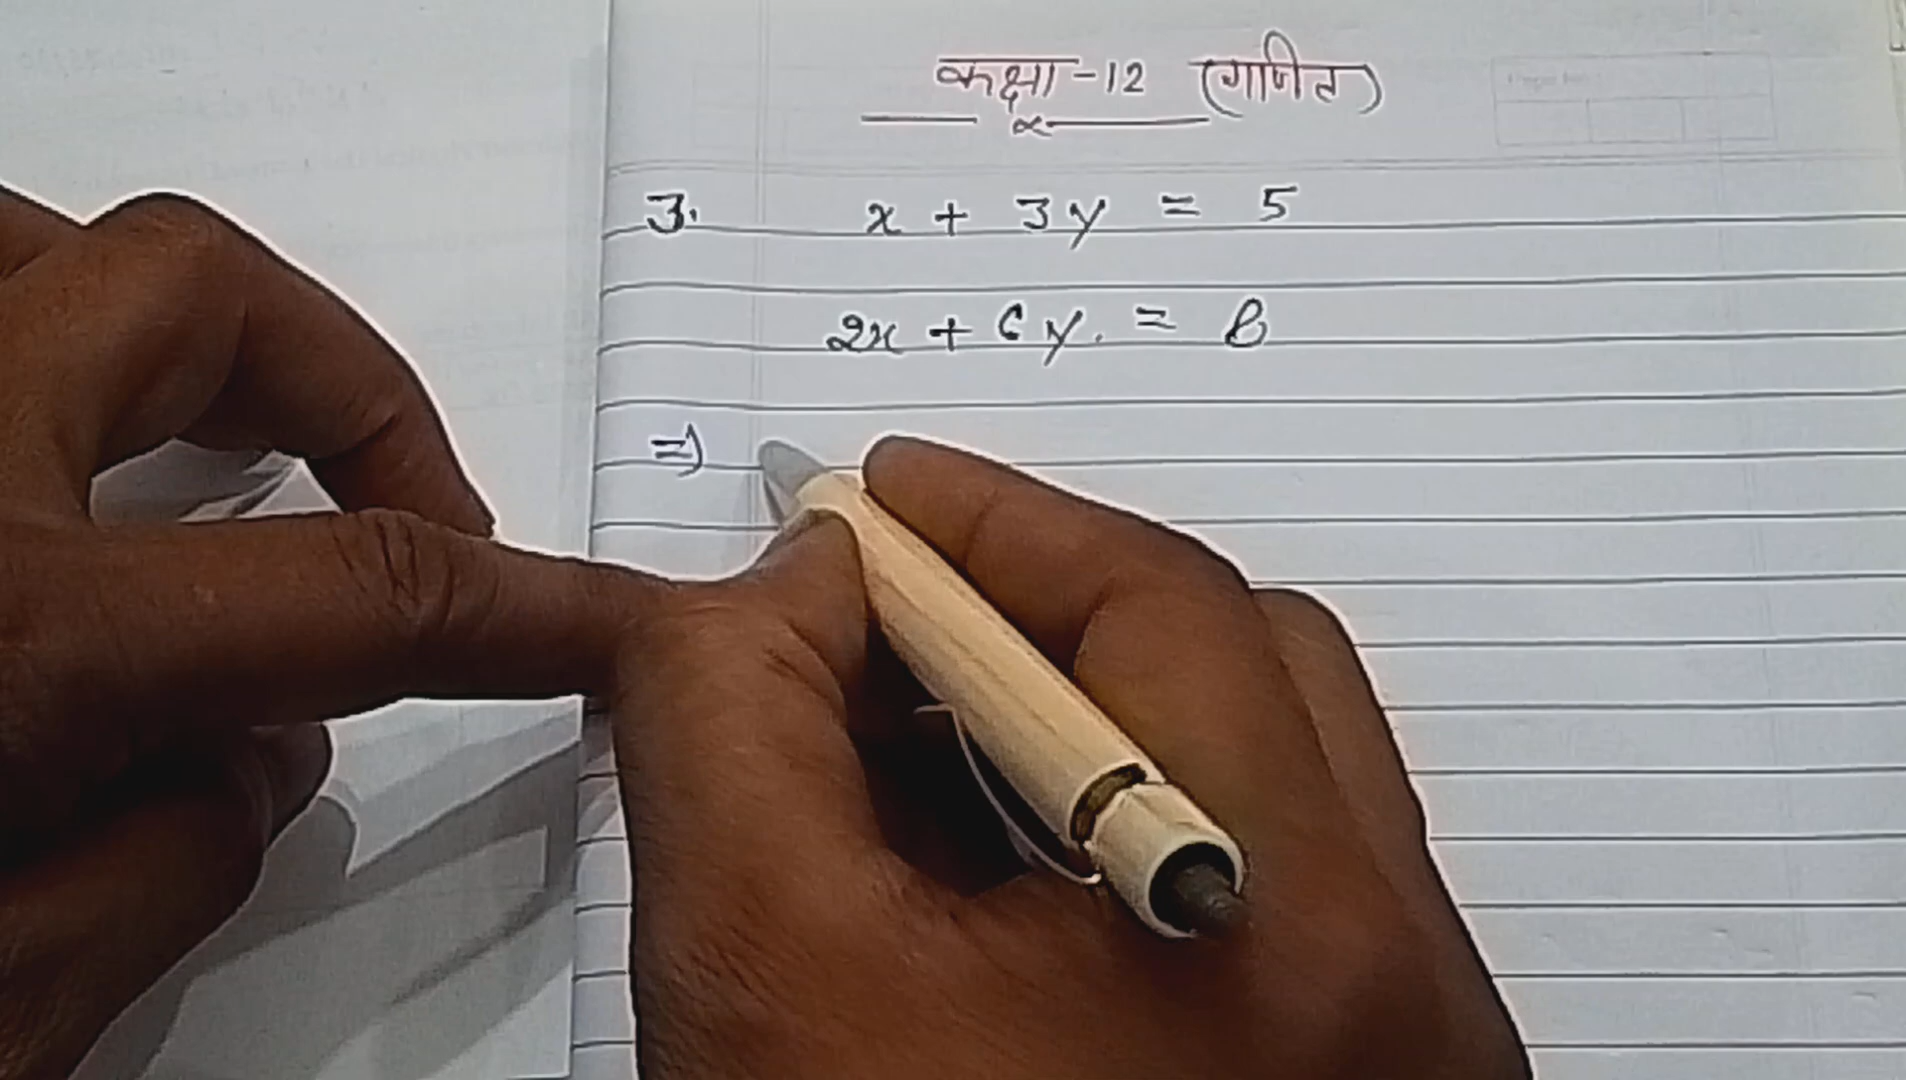 कक्षा-12 (गणित)
3. x + 3y = 5
2x + 6y. = 8
=)